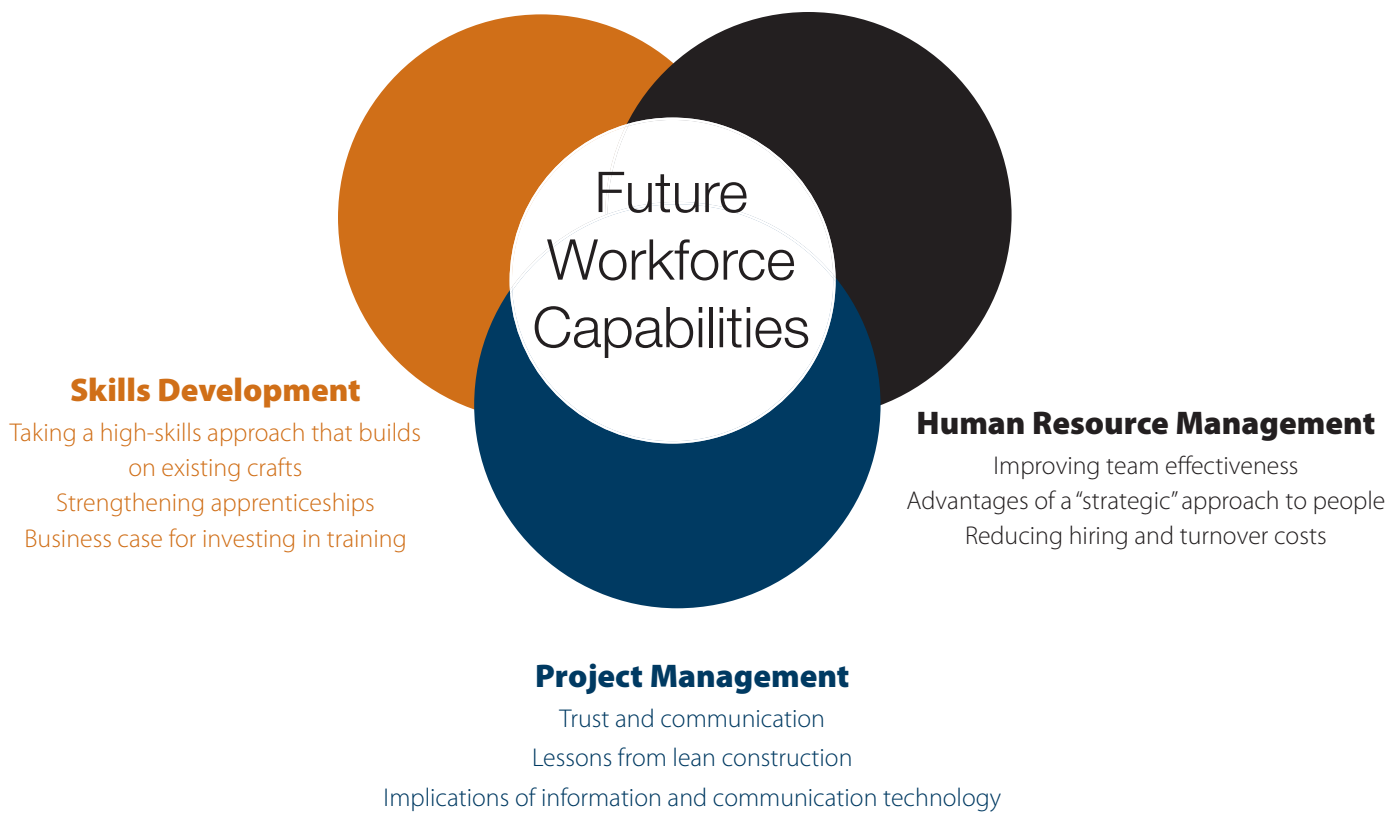 Future
Workforce
Capabilities
Skills Development
Taking a high-skills approach that builds
on existing crafts
Strengthening apprenticeships
Business case for investing in training
Human Resource Management
Improving team effectiveness
Advantages of a “strategic” approach to people
Reducing hiring and turnover costs
Project Management
Trust and communication
Lessons from lean construction
Implications of information and communication technology